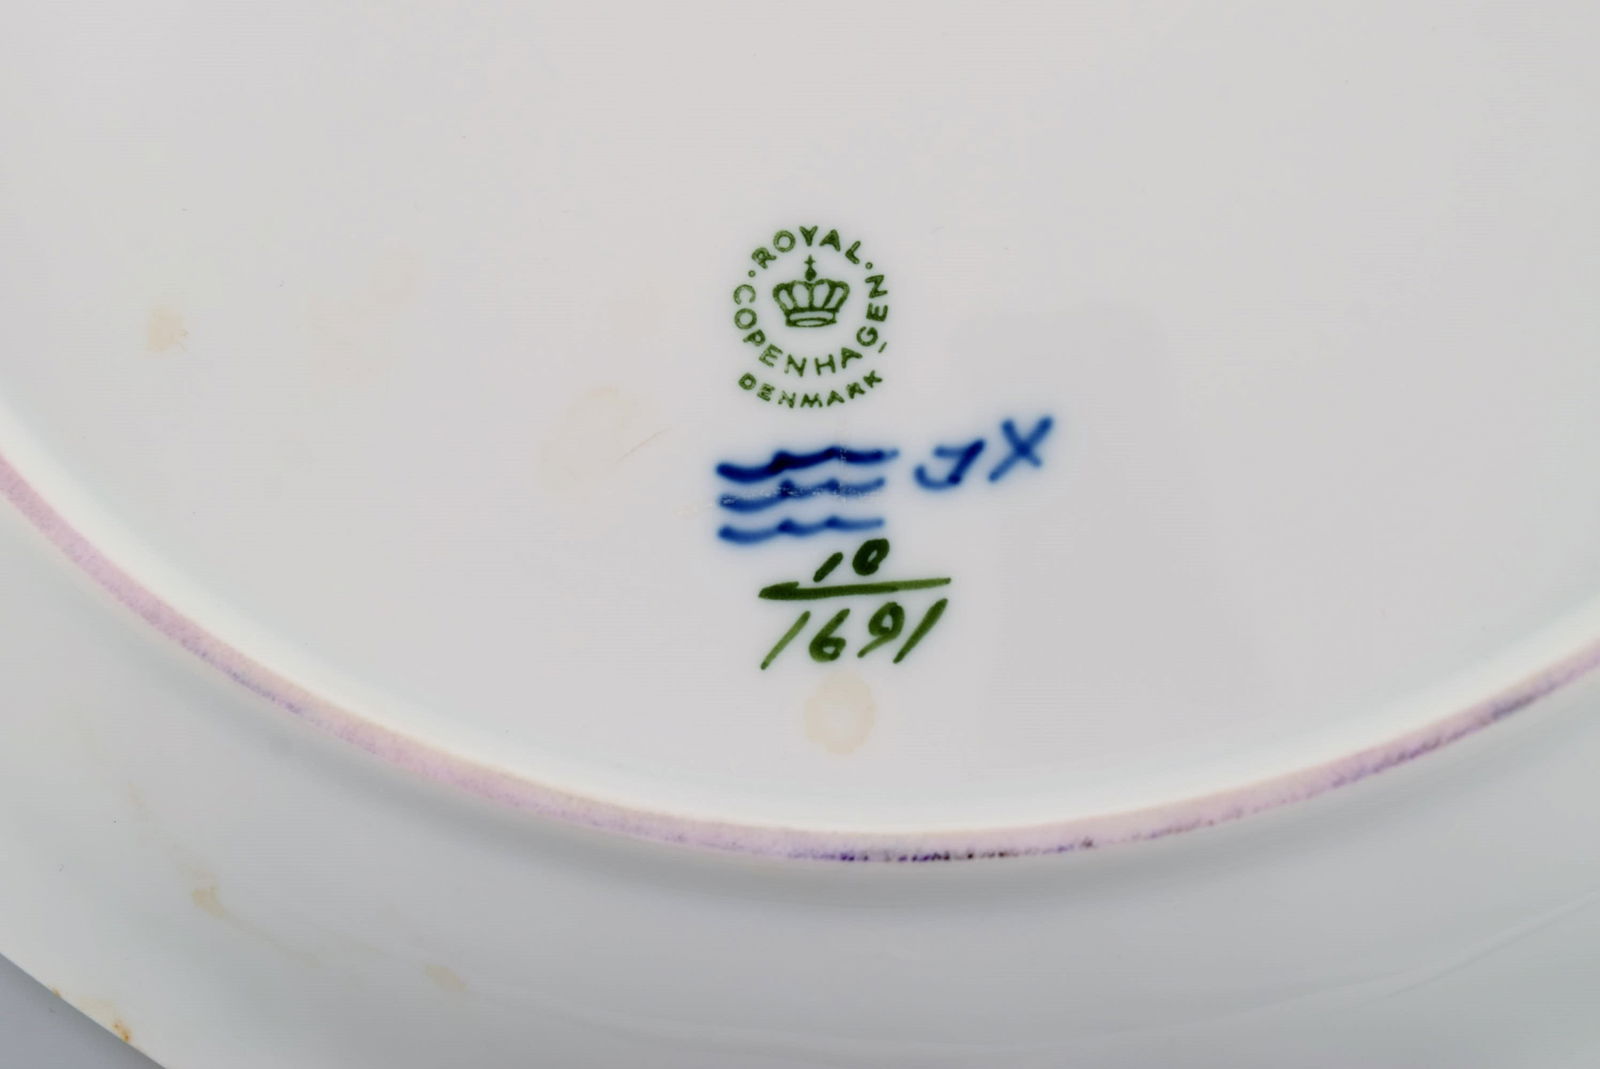 ROYAL
COPENHAGEN
DENMARK
JX
10
1691